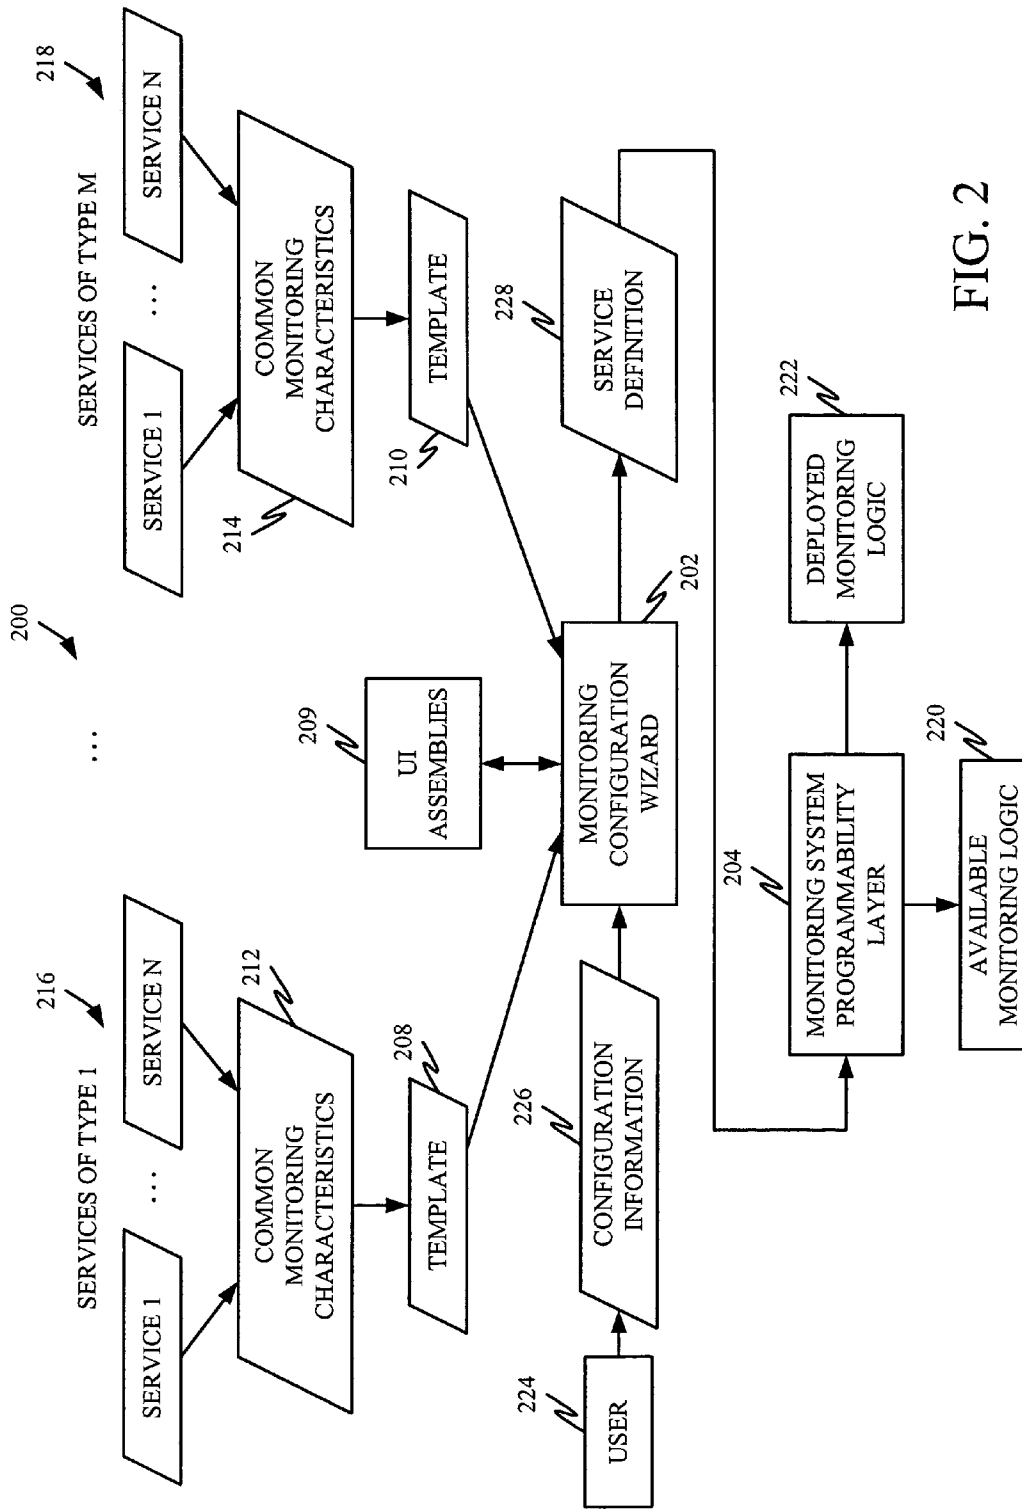 200
SERVICES OF TYPE 1
216
SERVICE 1
...
SERVICE N
...
SERVICES OF TYPE M
218
SERVICE 1
...
SERVICE N
COMMON
MONITORING
CHARACTERISTICS
212
COMMON
MONITORING
CHARACTERISTICS
214
TEMPLATE
208
UI
ASSEMBLIES
209
TEMPLATE
210
USER
224
CONFIGURATION
INFORMATION
226
MONITORING
CONFIGURATION
WIZARD
202
SERVICE
DEFINITION
228
MONITORING SYSTEM
PROGRAMMABILITY
LAYER
204
DEPLOYED
MONITORING
LOGIC
222
AVAILABLE
MONITORING LOGIC
220
FIG. 2